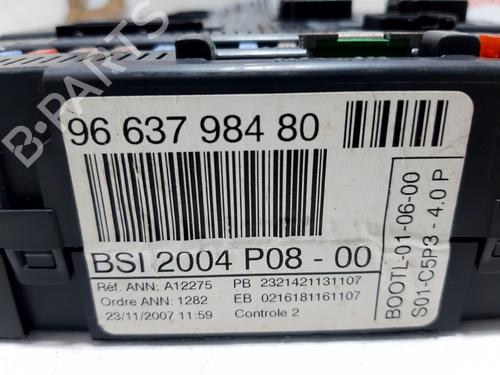 96 637 984 80
BSI 2004 P08 - 00
Réf. ANN: A12275 PB 2321421131107
Ordre ANN: 1282 EB 0216181161107
23/11/2007 11:59 Controle 2
BOOTL-01-06-00
S01-C5P3 - 4.0 P
B-PARTS